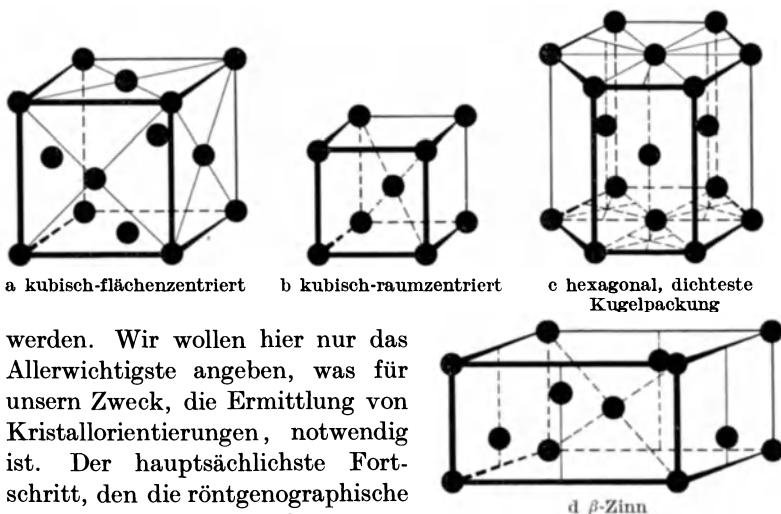 a kubisch-flächenzentriert
b kubisch-raumzentriert
c hexagonal, dichteste
Kugelpackung
werden. Wir wollen hier nur das
Allerwichtigste angeben, was für
unsern Zweck, die Ermittlung von
Kristallorientierungen, notwendig
ist. Der hauptsächlichste Fort-
schritt, den die röntgenographische
d β-Zinn